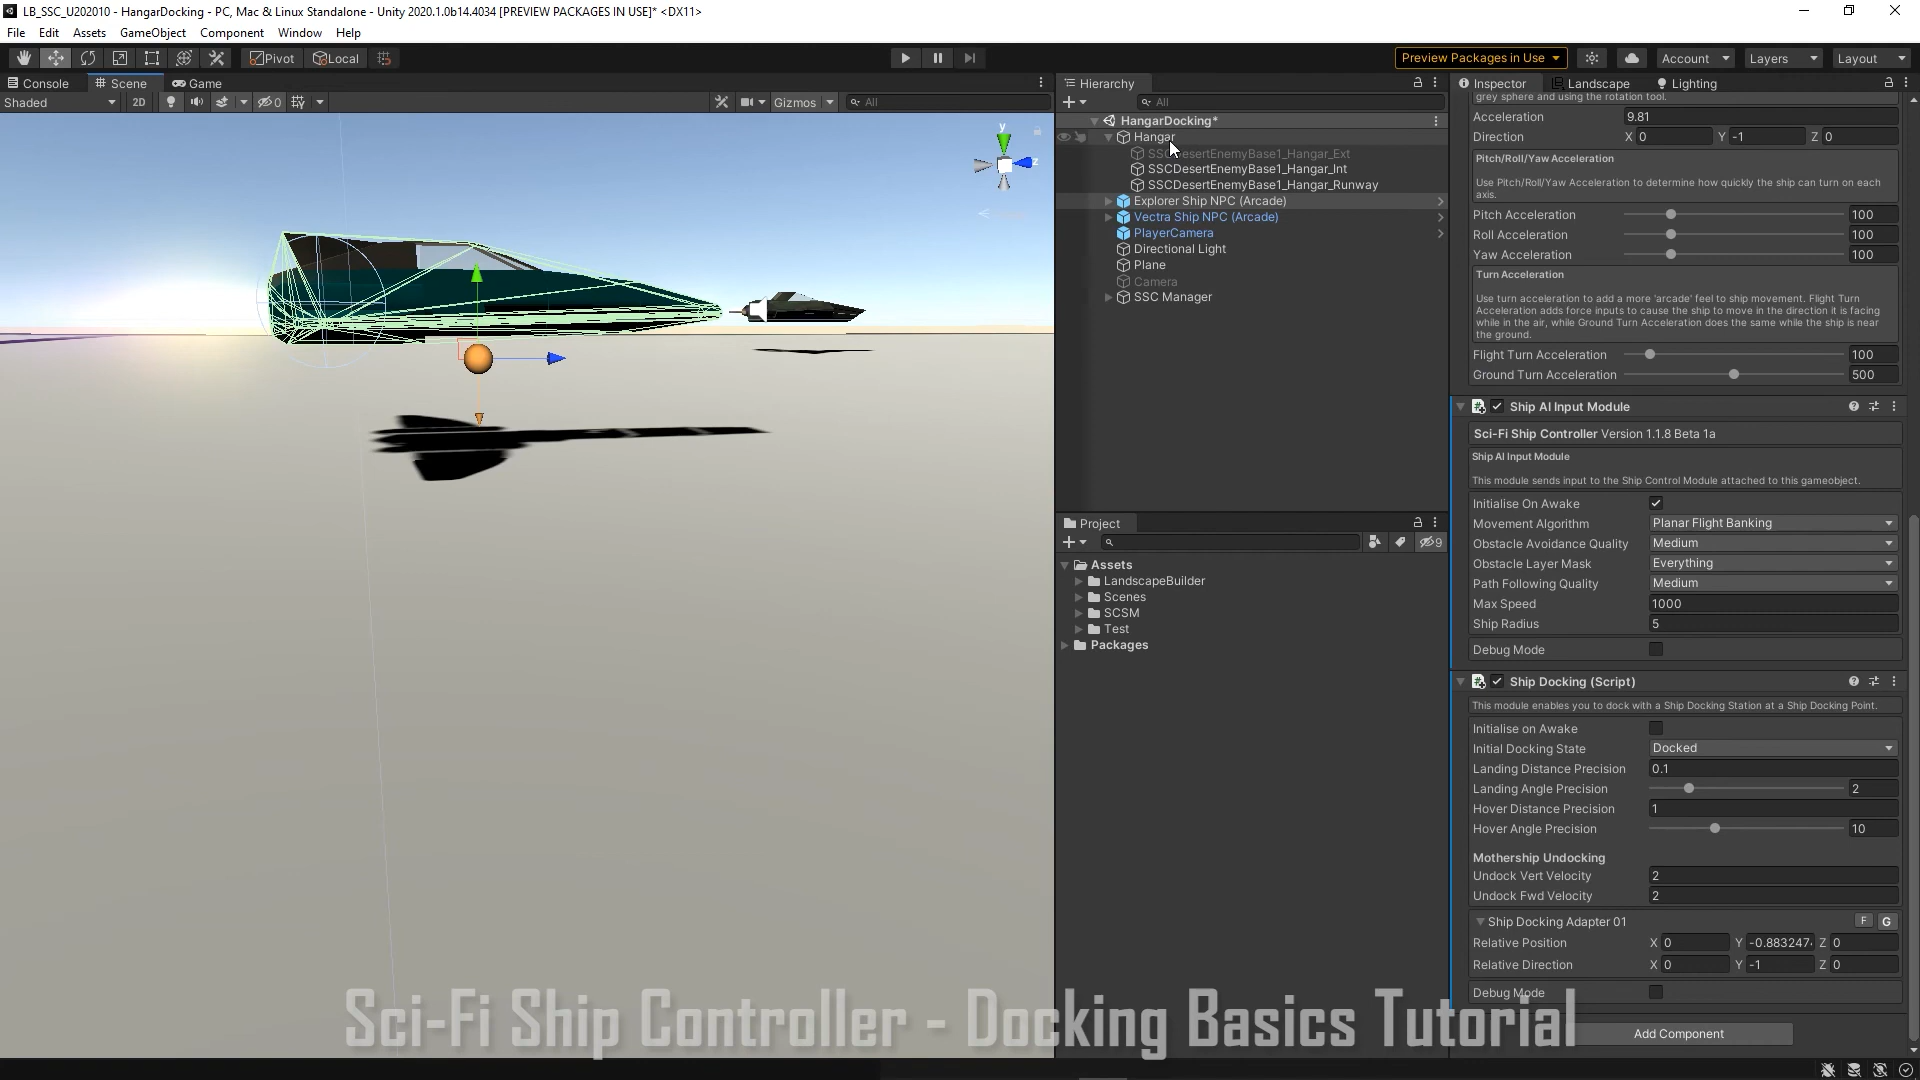 LB_SSC_U202010 - HangarDocking - PC, Mac & Linux Standalone - Unity 2020.1.0b14.4034 [PREVIEW PACKAGES IN USE]* <DX11>
File Edit Assets GameObject Component Window Help
Pivot Local Preview Packages in Use Account Layers Layout
Console Scene Game
Shaded 2D 0 Gizmos All
Hierarchy
All
HangarDocking*
Hangar
SSCDesertEnemyBase1_Hangar_Ext
SSCDesertEnemyBase1_Hangar_Int
SSCDesertEnemyBase1_Hangar_Runway
Explorer Ship NPC (Arcade)
Vectra Ship NPC (Arcade)
PlayerCamera
Directional Light
Plane
Camera
SSC Manager
y
z
Project
9
Assets
LandscapeBuilder
Scenes
SCSM
Test
Packages
Inspector Landscape Lighting
grey sphere and using the rotation tool.
Acceleration 9.81
Direction X 0 Y -1 Z 0
Pitch/Roll/Yaw Acceleration
Use Pitch/Roll/Yaw Acceleration to determine how quickly the ship can turn on each
axis.
Pitch Acceleration 100
Roll Acceleration 100
Yaw Acceleration 100
Turn Acceleration
Use turn acceleration to add a more 'arcade' feel to ship movement. Flight Turn
Acceleration adds force inputs to cause the ship to move in the direction it is facing
while in the air, while Ground Turn Acceleration does the same while the ship is near
the ground.
Flight Turn Acceleration 100
Ground Turn Acceleration 500
Ship AI Input Module
Sci-Fi Ship Controller Version 1.1.8 Beta 1a
Ship AI Input Module
This module sends input to the Ship Control Module attached to this gameobject.
Initialise On Awake
Movement Algorithm Planar Flight Banking
Obstacle Avoidance Quality Medium
Obstacle Layer Mask Everything
Path Following Quality Medium
Max Speed 1000
Ship Radius 5
Debug Mode
Ship Docking (Script)
This module enables you to dock with a Ship Docking Station at a Ship Docking Point.
Initialise on Awake
Initial Docking State Docked
Landing Distance Precision 0.1
Landing Angle Precision 2
Hover Distance Precision 1
Hover Angle Precision 10
Mothership Undocking
Undock Vert Velocity 2
Undock Fwd Velocity 2
Ship Docking Adapter 01 F G
Relative Position X 0 Y -0.883247 Z 0
Relative Direction X 0 Y -1 Z 0
Debug Mode
Add Component
Sci-Fi Ship Controller - Docking Basics Tutorial